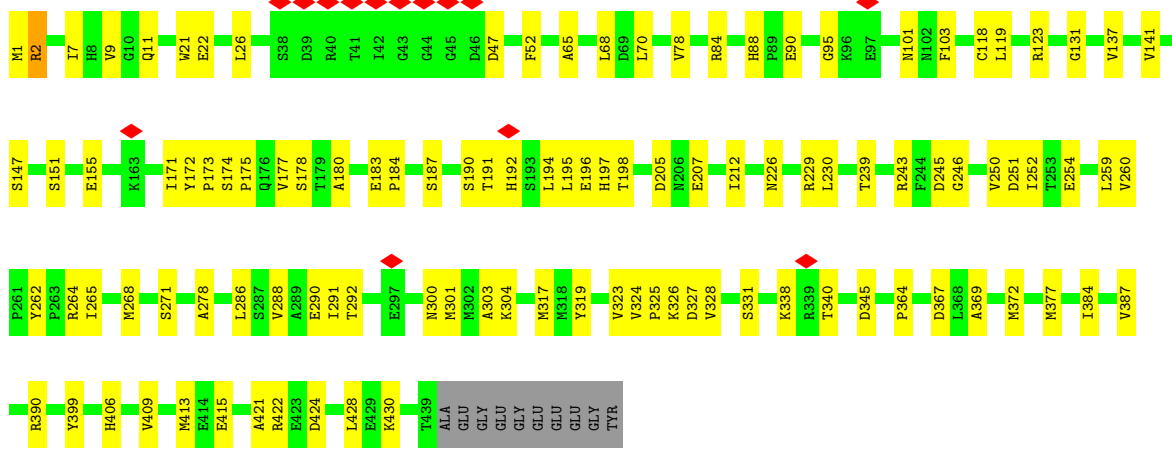 M1 R2 I7 H8 V9 G10 Q11 W21 E22 L26 S38 D39 R40 T41 I42 G43 G44 G45 D46 D47 F52 A65 L68 D69 L70 V78 R84 H88 P89 E90 G95 K96 E97 N101 N102 F103 C118 L119 R123 G131 V137 V141
S147 S151 E155 K163 I171 Y172 P173 S174 P175 Q176 V177 S178 T179 A180 E183 P184 S187 S190 T191 H192 S193 L194 L195 E196 H197 T198 D205 N206 E207 I212 N226 R229 L230 T239 R243 F244 D245 G246 V250 D251 I252 T253 E254 L259 V260
P261 Y262 P263 R264 I265 M268 S271 A278 L286 S287 V288 A289 E290 I291 T292 E297 N300 M301 M302 A303 K304 M317 M318 Y319 V323 V324 P325 K326 D327 V328 S331 K338 R339 T340 D345 P364 D367 L368 A369 M372 M377 I384 V387
R390 Y399 H406 V409 M413 E414 E415 A421 R422 E423 D424 L428 E429 K430 T439 ALA GLU GLY GLU GLY GLU GLU GLU GLY TYR